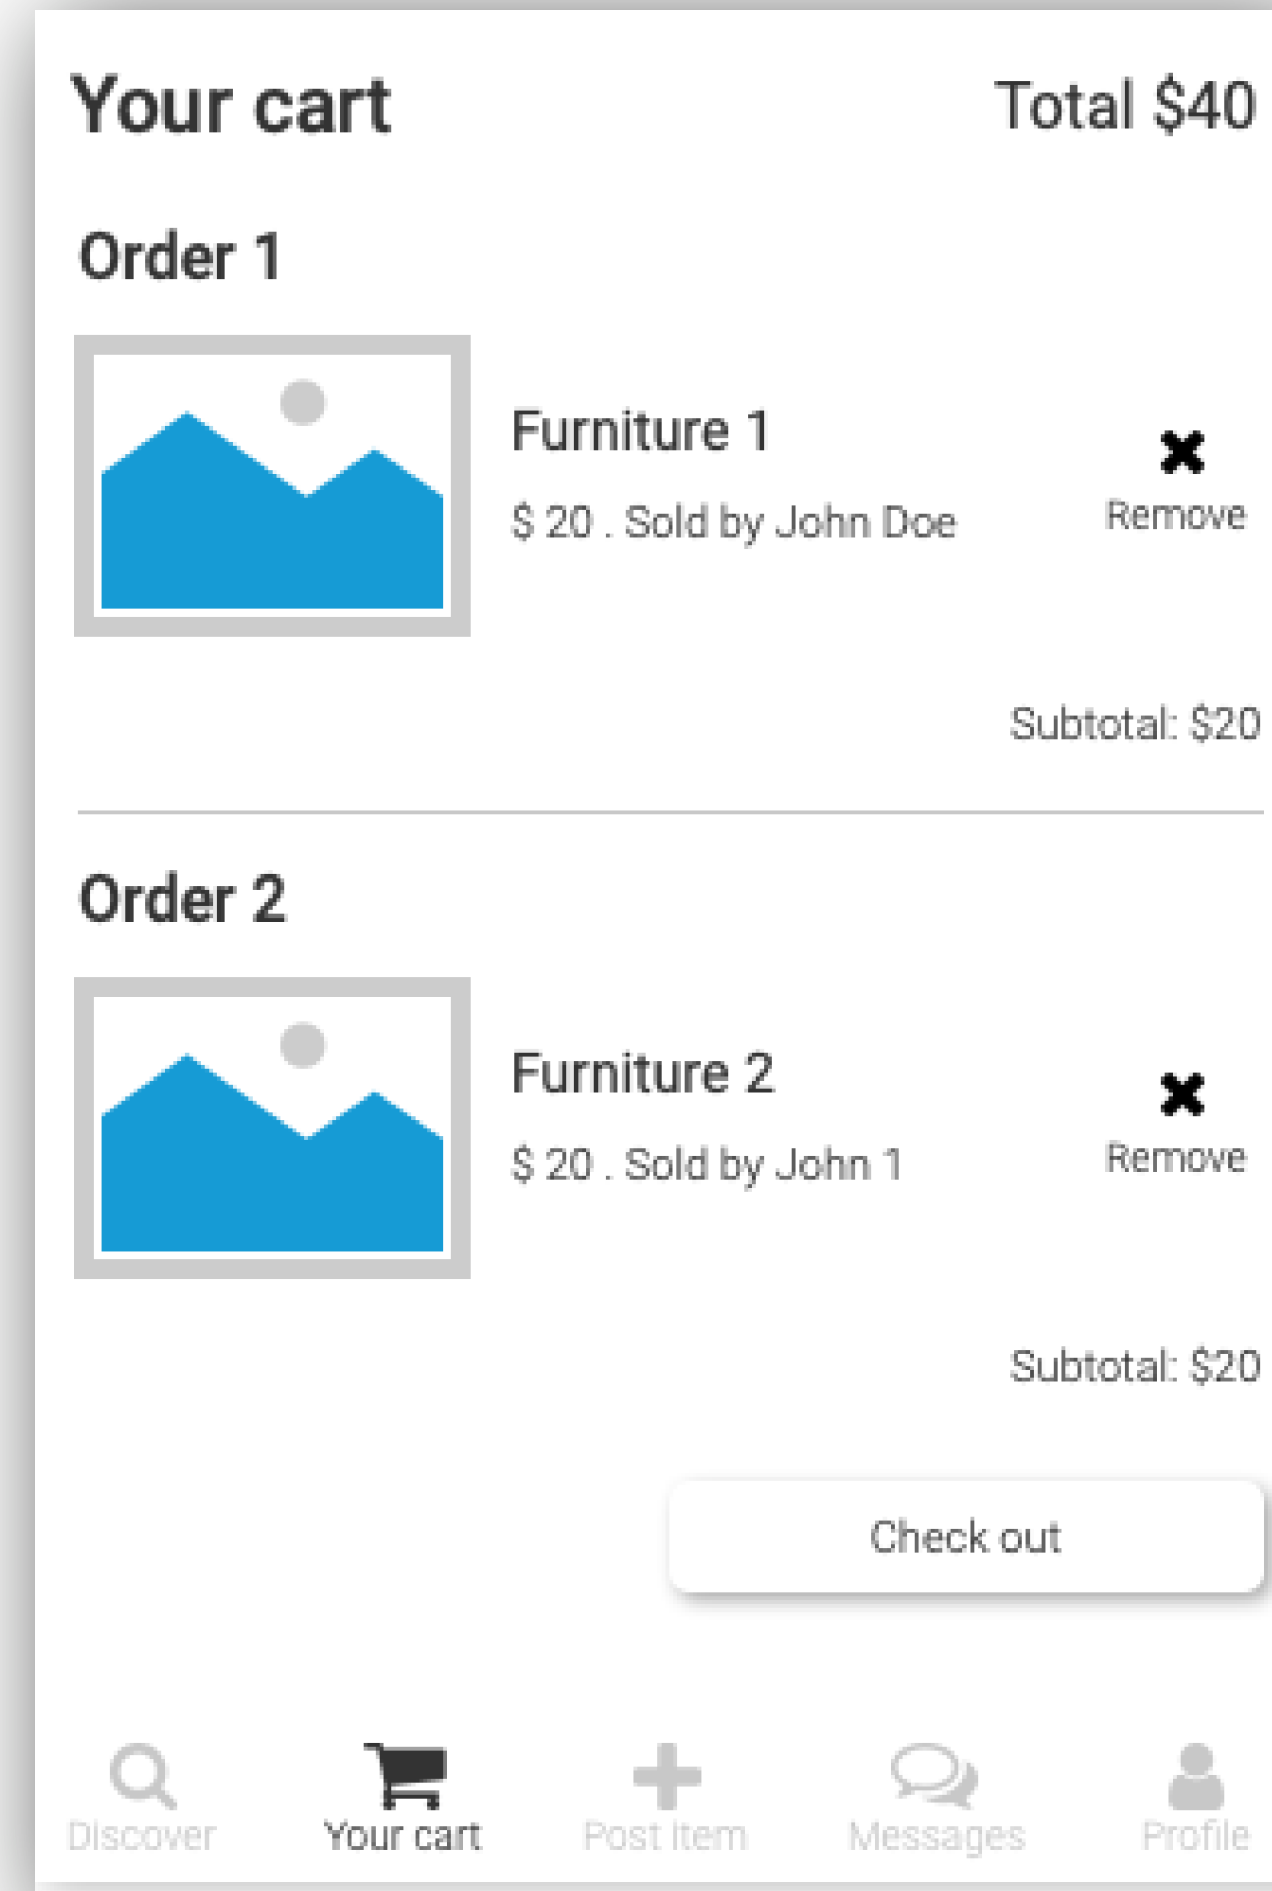 Your cart
Total $40
Order 1
Furniture 1
$ 20 . Sold by John Doe
Remove
Subtotal: $20
Order 2
Furniture 2
$ 20 . Sold by John 1
Remove
Subtotal: $20
Check out
Discover
Your cart
Post item
Messages
Profile